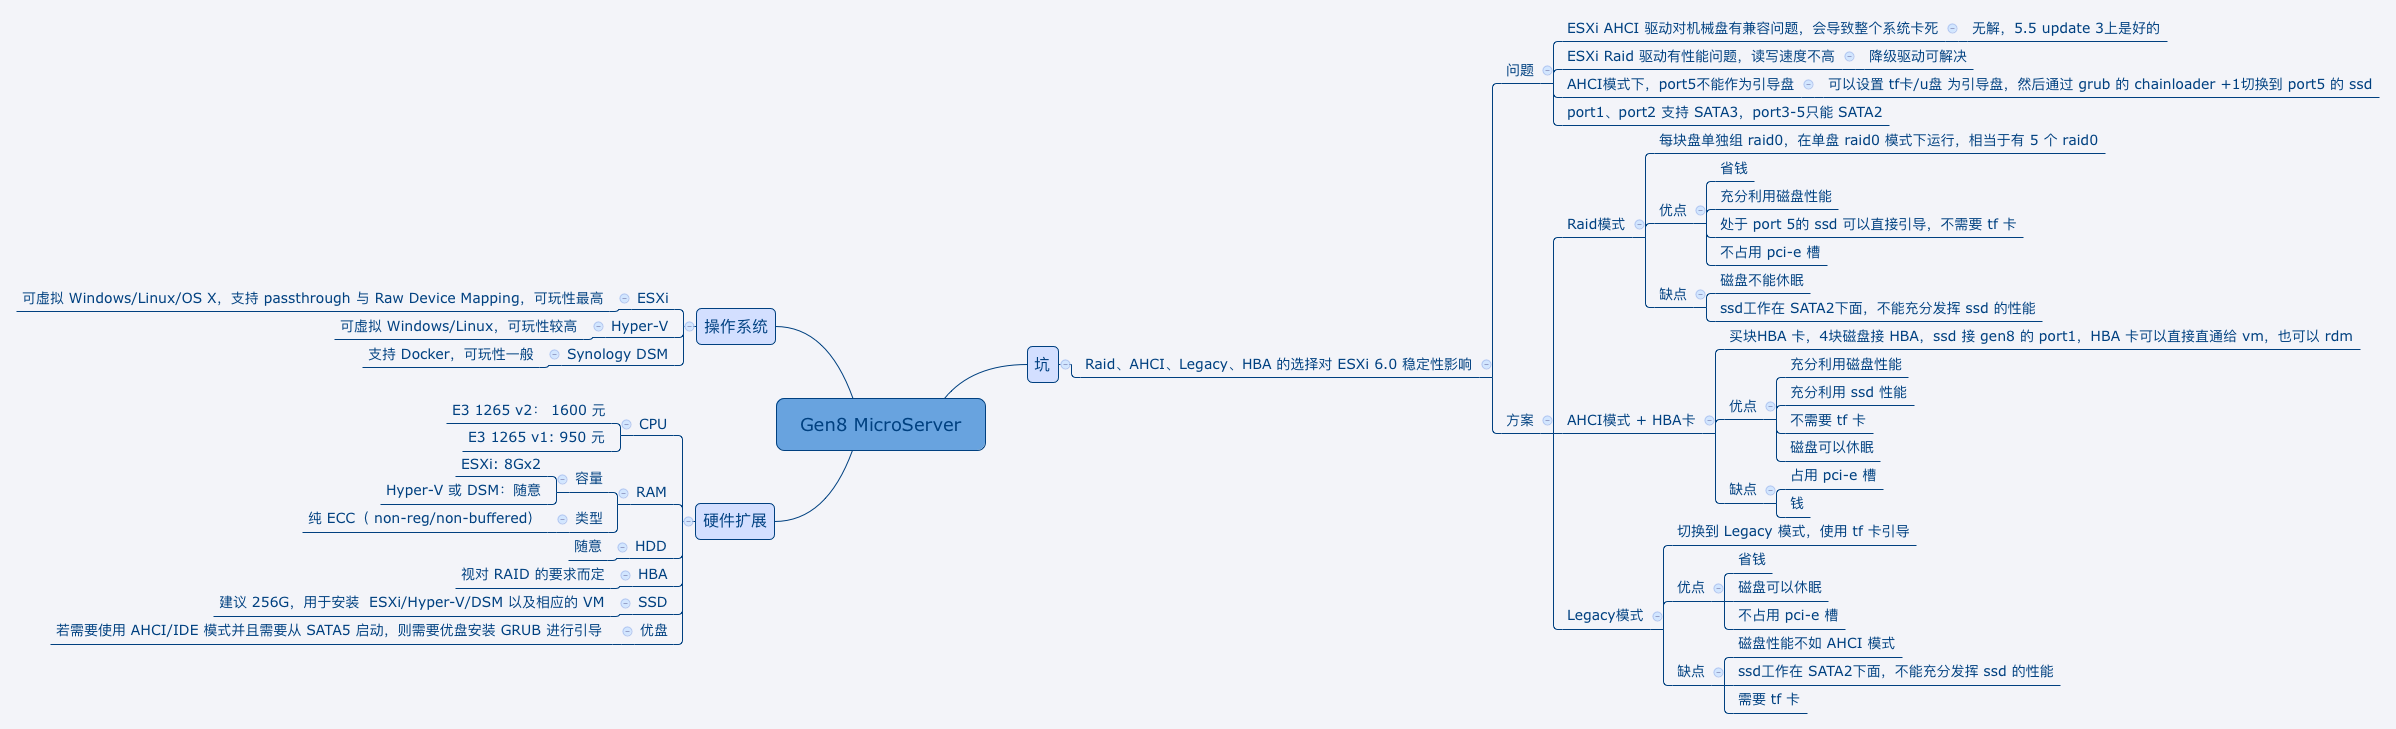 Gen8 MicroServer
操作系统
ESXi
可虚拟 Windows/Linux/OS X，支持 passthrough 与 Raw Device Mapping，可玩性最高
Hyper-V
可虚拟 Windows/Linux，可玩性较高
Synology DSM
支持 Docker，可玩性一般
硬件扩展
CPU
E3 1265 v2： 1600 元
E3 1265 v1: 950 元
RAM
容量
ESXi: 8Gx2
Hyper-V 或 DSM：随意
类型
纯 ECC（ non-reg/non-buffered）
HDD
随意
HBA
视对 RAID 的要求而定
SSD
建议 256G，用于安装 ESXi/Hyper-V/DSM 以及相应的 VM
优盘
若需要使用 AHCI/IDE 模式并且需要从 SATA5 启动，则需要优盘安装 GRUB 进行引导
坑
Raid、AHCI、Legacy、HBA 的选择对 ESXi 6.0 稳定性影响
问题
ESXi AHCI 驱动对机械盘有兼容问题，会导致整个系统卡死
无解，5.5 update 3上是好的
ESXi Raid 驱动有性能问题，读写速度不高
降级驱动可解决
AHCI模式下，port5不能作为引导盘
可以设置 tf卡/u盘 为引导盘，然后通过 grub 的 chainloader +1切换到 port5 的 ssd
port1、port2 支持 SATA3，port3-5只能 SATA2
方案
Raid模式
每块盘单独组 raid0，在单盘 raid0 模式下运行，相当于有 5 个 raid0
优点
省钱
充分利用磁盘性能
处于 port 5的 ssd 可以直接引导，不需要 tf 卡
不占用 pci-e 槽
缺点
磁盘不能休眠
ssd工作在 SATA2下面，不能充分发挥 ssd 的性能
AHCI模式 + HBA卡
买块HBA 卡，4块磁盘接 HBA，ssd 接 gen8 的 port1，HBA 卡可以直接直通给 vm，也可以 rdm
优点
充分利用磁盘性能
充分利用 ssd 性能
不需要 tf 卡
磁盘可以休眠
缺点
占用 pci-e 槽
钱
Legacy模式
切换到 Legacy 模式，使用 tf 卡引导
优点
省钱
磁盘可以休眠
不占用 pci-e 槽
缺点
磁盘性能不如 AHCI 模式
ssd工作在 SATA2下面，不能充分发挥 ssd 的性能
需要 tf 卡